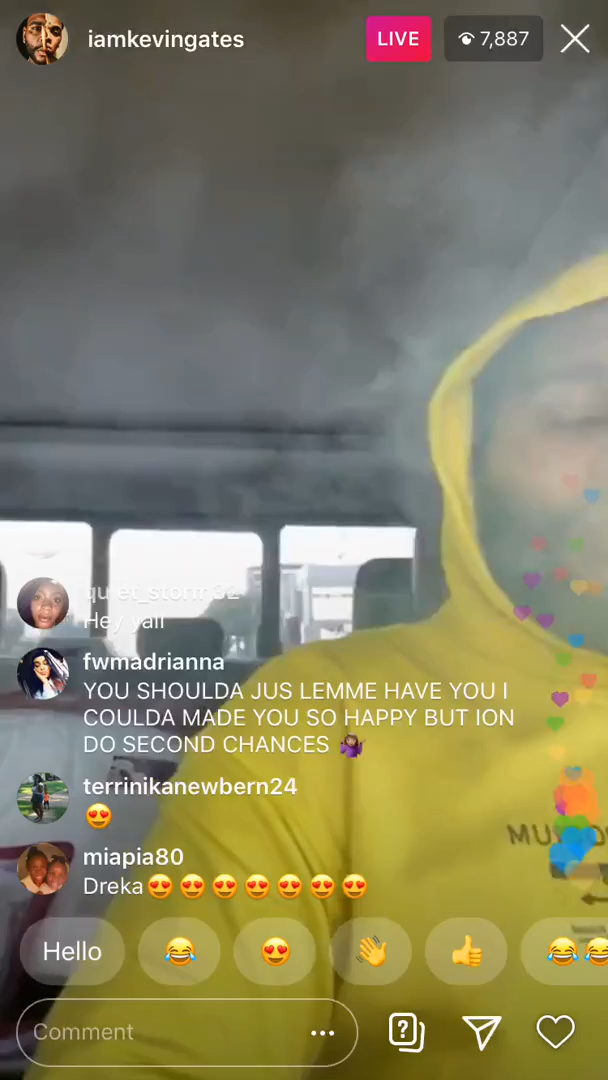 iamkevingates
LIVE
7,887
quiet_storm32
Hey yall
fwmadrianna
YOU SHOULDA JUS LEMME HAVE YOU I
COULDA MADE YOU SO HAPPY BUT ION
DO SECOND CHANCES 🤷🏾‍♀️
terrinikanewbern24
😍
miapia80
Dreka😍😍😍😍😍😍😍
Hello
Comment